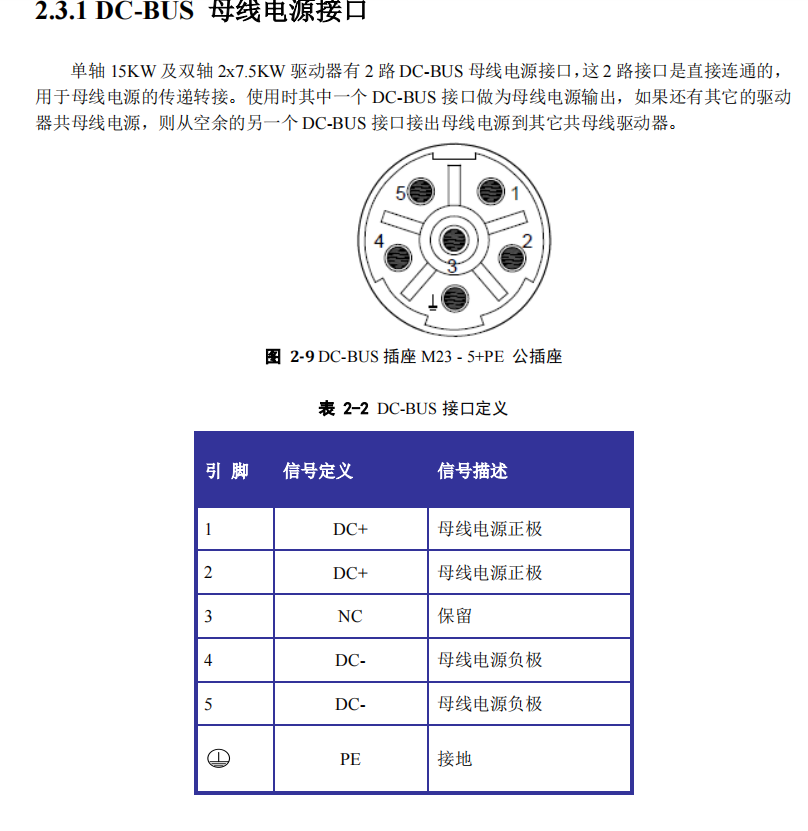 2.3.1 DC-BUS 母线电源接口
单轴 15KW 及双轴 2x7.5KW 驱动器有 2 路 DC-BUS 母线电源接口，这 2 路接口是直接连通的，
用于母线电源的传递转接。使用时其中一个 DC-BUS 接口做为母线电源输出，如果还有其它的驱动
器共母线电源，则从空余的另一个 DC-BUS 接口接出母线电源到其它共母线驱动器。
5 1
4 2
3
图 2-9 DC-BUS 插座 M23 - 5+PE 公插座
表 2-2 DC-BUS 接口定义
引 脚 信号定义 信号描述
1 DC+ 母线电源正极
2 DC+ 母线电源正极
3 NC 保留
4 DC- 母线电源负极
5 DC- 母线电源负极
PE 接地